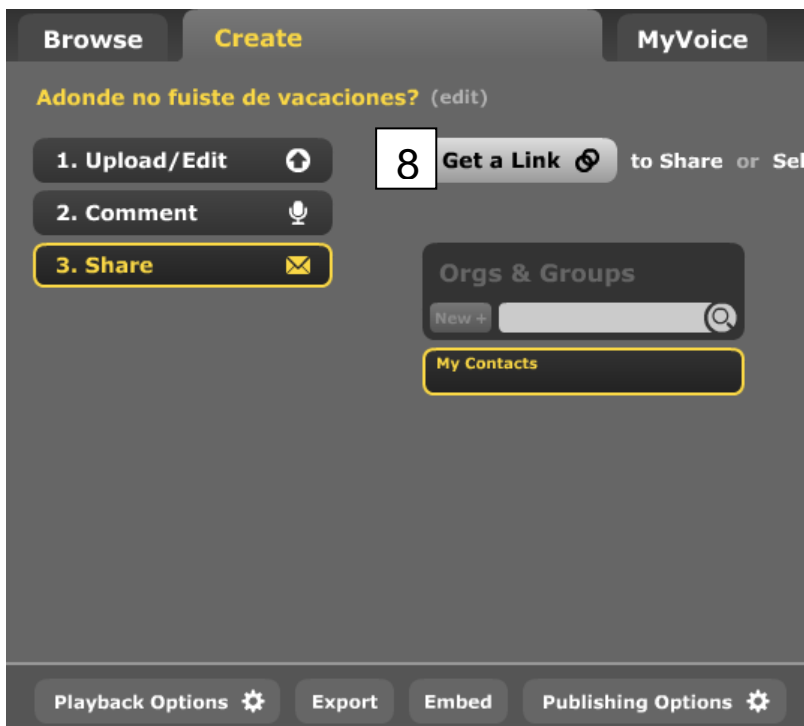 Browse Create MyVoice
Adonde no fuiste de vacaciones? (edit)
1. Upload/Edit 8 Get a Link to Share or Sel
2. Comment
3. Share
Orgs & Groups
New +
My Contacts
Playback Options Export Embed Publishing Options